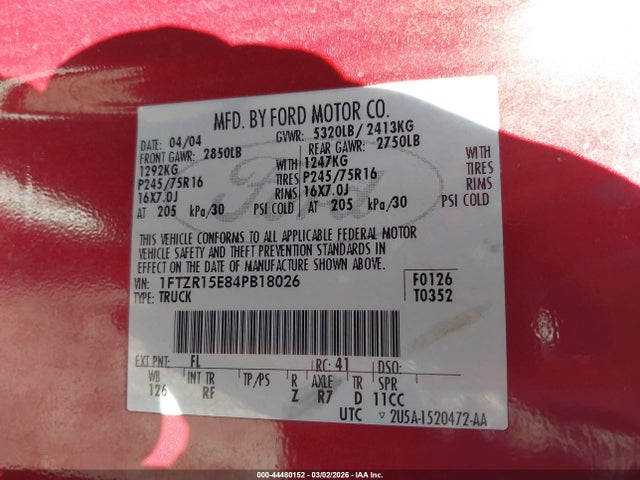 MFD. BY FORD MOTOR CO.
DATE: 04/04 GVWR: 5320LB/ 2413KG
FRONT GAWR: 2850LB REAR GAWR: 2750LB
1292KG WITH 1247KG WITH
P245/75R16 TIRES P245/75R16 TIRES
16X7.0J RIMS 16X7.0J RIMS
AT 205 kPa/30 PSI COLD AT 205 kPa/30 PSI COLD
Ford
THIS VEHICLE CONFORMS TO ALL APPLICABLE FEDERAL MOTOR
VEHICLE SAFETY AND THEFT PREVENTION STANDARDS IN
EFFECT ON THE DATE OF MANUFACTURE SHOWN ABOVE.
VIN: 1FTZR15E84PB18026 F0126
TYPE: TRUCK T0352
EXT PNT: FL RC: 41 DSO:
WB INT TR TP/PS R AXLE TR SPR
126 RF Z R7 D 11CC
UTC ▽ 2U5A-1520472-AA
000-44480152 - 03/02/2026 - IAA Inc.